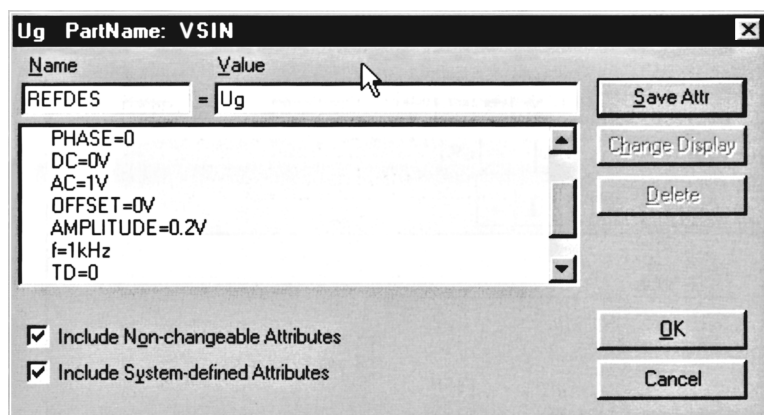 Ug PartName: VSIN
Name Value
REFDES = Ug
Save Attr
PHASE=0
DC=0V
AC=1V
OFFSET=0V
AMPLITUDE=0.2V
f=1kHz
TD=0
Change Display
Delete
Include Non-changeable Attributes
Include System-defined Attributes
OK
Cancel